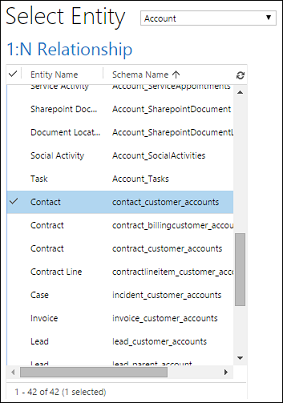 Select Entity Account
1:N Relationship
Entity Name Schema Name
Service Activity Account_ServiceAppointments
Sharepoint Doc... Account_SharepointDocument
Document Locat... Account_SharepointDocumentL
Social Activity Account_SocialActivities
Task Account_Tasks
Contact contact_customer_accounts
Contract contract_billingcustomer_accounts
Contract contract_customer_accounts
Contract Line contractlineitem_customer_acco
Case incident_customer_accounts
Invoice invoice_customer_accounts
Lead lead_customer_accounts
Lead lead_parent_account
1 - 42 of 42 (1 selected)